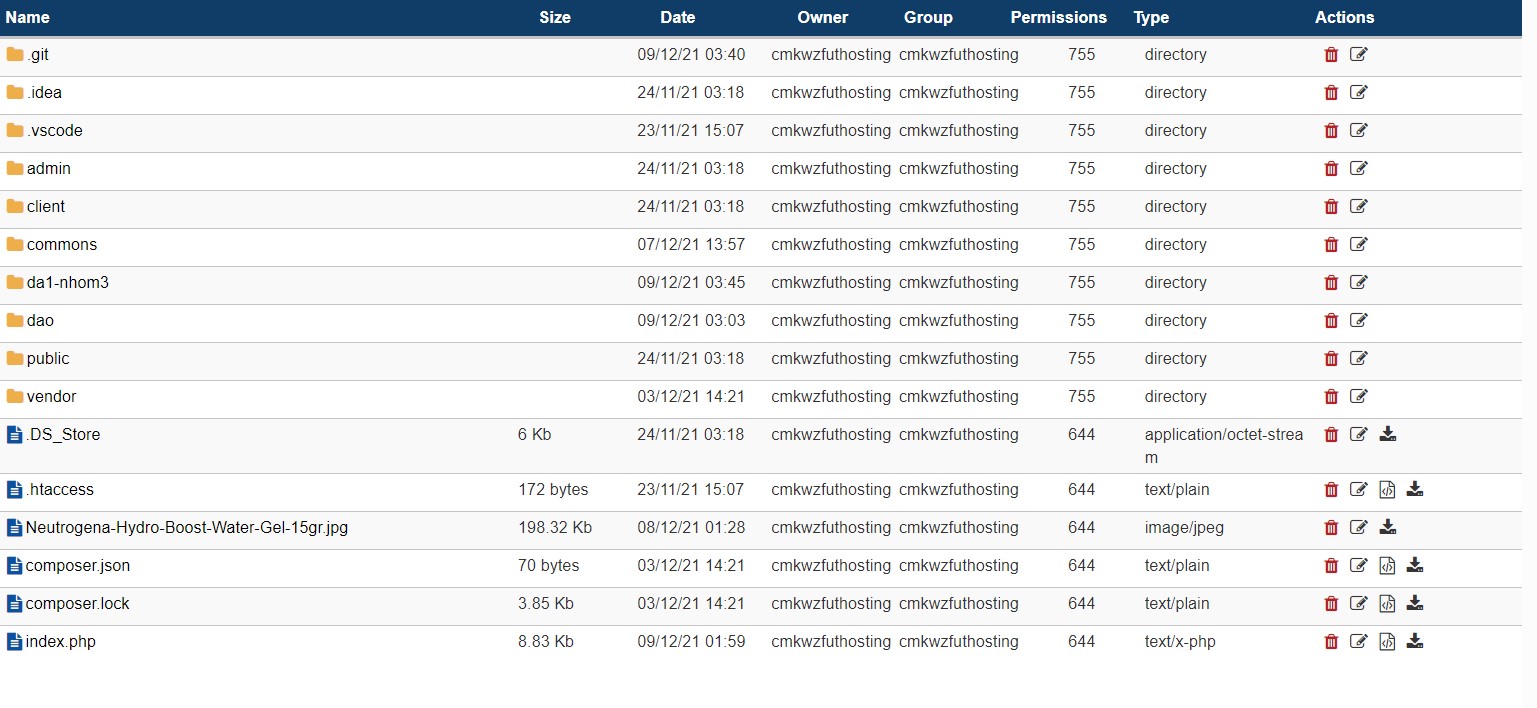 Name Size Date Owner Group Permissions Type Actions
.git 09/12/21 03:40 cmkwzfuthosting cmkwzfuthosting 755 directory
.idea 24/11/21 03:18 cmkwzfuthosting cmkwzfuthosting 755 directory
.vscode 23/11/21 15:07 cmkwzfuthosting cmkwzfuthosting 755 directory
admin 24/11/21 03:18 cmkwzfuthosting cmkwzfuthosting 755 directory
client 24/11/21 03:18 cmkwzfuthosting cmkwzfuthosting 755 directory
commons 07/12/21 13:57 cmkwzfuthosting cmkwzfuthosting 755 directory
da1-nhom3 09/12/21 03:45 cmkwzfuthosting cmkwzfuthosting 755 directory
dao 09/12/21 03:03 cmkwzfuthosting cmkwzfuthosting 755 directory
public 24/11/21 03:18 cmkwzfuthosting cmkwzfuthosting 755 directory
vendor 03/12/21 14:21 cmkwzfuthosting cmkwzfuthosting 755 directory
.DS_Store 6 Kb 24/11/21 03:18 cmkwzfuthosting cmkwzfuthosting 644 application/octet-strea
m
.htaccess 172 bytes 23/11/21 15:07 cmkwzfuthosting cmkwzfuthosting 644 text/plain
Neutrogena-Hydro-Boost-Water-Gel-15gr.jpg 198.32 Kb 08/12/21 01:28 cmkwzfuthosting cmkwzfuthosting 644 image/jpeg
composer.json 70 bytes 03/12/21 14:21 cmkwzfuthosting cmkwzfuthosting 644 text/plain
composer.lock 3.85 Kb 03/12/21 14:21 cmkwzfuthosting cmkwzfuthosting 644 text/plain
index.php 8.83 Kb 09/12/21 01:59 cmkwzfuthosting cmkwzfuthosting 644 text/x-php